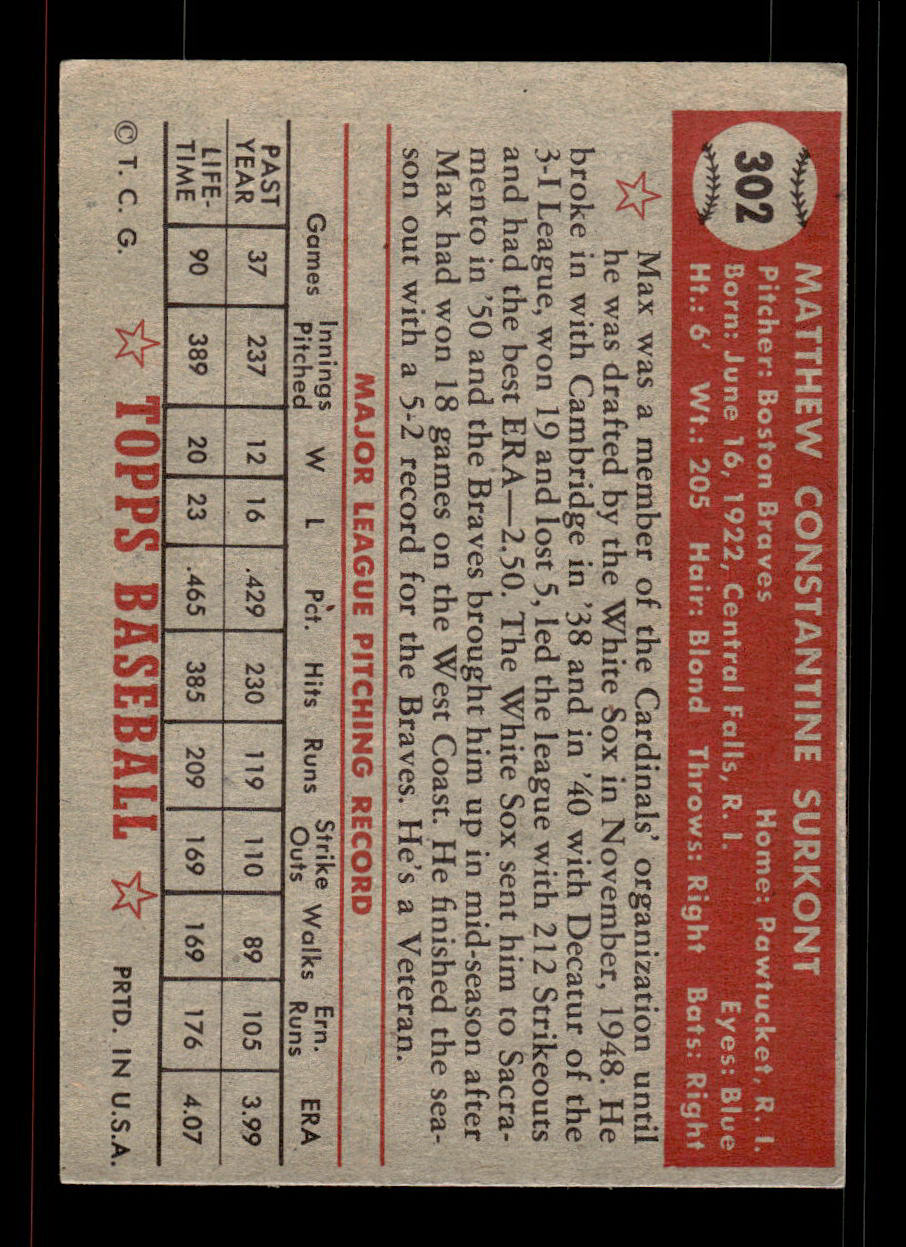 302
MATTHEW CONSTANTINE SURKONT
Pitcher: Boston Braves Home: Pawtucket, R. I.
Born: June 16, 1922, Central Falls, R. I. Eyes: Blue
Ht.: 6' Wt.: 205 Hair: Blond Throws: Right Bats: Right
Max was a member of the Cardinals' organization until
he was drafted by the White Sox in November, 1948. He
broke in with Cambridge in '38 and in '40 with Decatur of the
3-I League, won 19 and lost 5, led the league with 212 Strikeouts
and had the best ERA—2.50. The White Sox sent him to Sacra-
mento in '50 and the Braves brought him up in mid-season after
Max had won 18 games on the West Coast. He finished the sea-
son out with a 5-2 record for the Braves. He's a Veteran.
MAJOR LEAGUE PITCHING RECORD
Games Innings Pitched W L Pct. Hits Runs Strike Outs Walks Ern. Runs ERA
PAST YEAR 37 237 12 16 .429 230 119 110 89 105 3.99
LIFE-TIME 90 389 20 23 .465 385 209 169 169 176 4.07
© T. C. G. TOPPS BASEBALL PRTD. IN U.S.A.